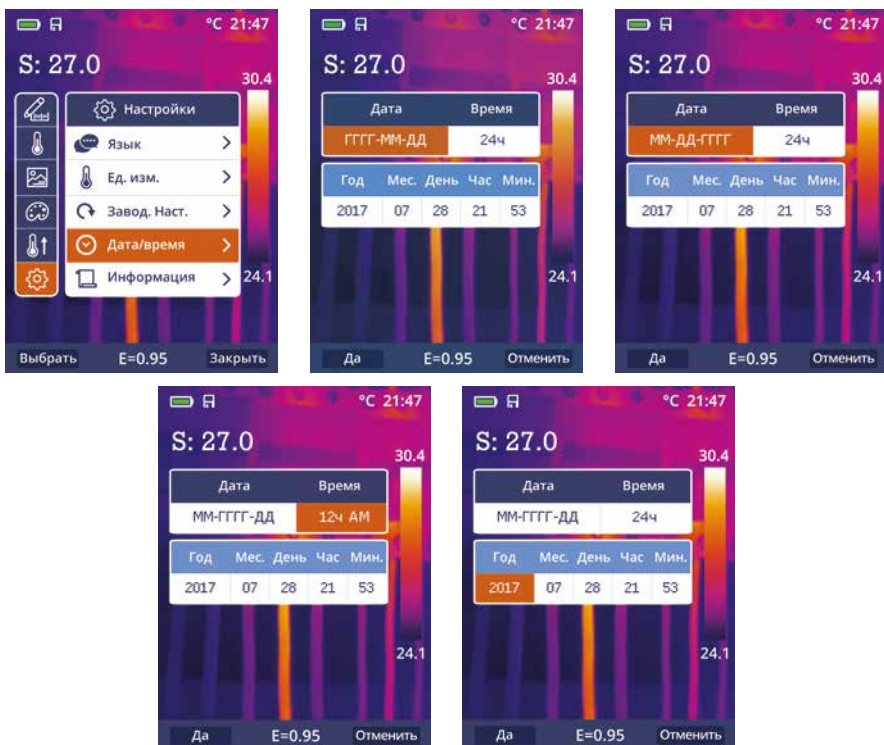 °C 21:47
S: 27.0
30.4
Настройки
Язык
Ед. изм.
Завод. Наст.
Дата/время
Информация
24.1
Выбрать E=0.95 Закрыть
°C 21:47
S: 27.0
30.4
Дата Время
ГГГГ-ММ-ДД 24ч
Год Мес. День Час Мин.
2017 07 28 21 53
24.1
Да E=0.95 Отменить
°C 21:47
S: 27.0
30.4
Дата Время
ММ-ДД-ГГГГ 24ч
Год Мес. День Час Мин.
2017 07 28 21 53
24.1
Да E=0.95 Отменить
°C 21:47
S: 27.0
30.4
Дата Время
ММ-ГГГГ-ДД 12ч AM
Год Мес. День Час Мин.
2017 07 28 21 53
24.1
Да E=0.95 Отменить
°C 21:47
S: 27.0
30.4
Дата Время
ММ-ГГГГ-ДД 24ч
Год Мес. День Час Мин.
2017 07 28 21 53
24.1
Да E=0.95 Отменить